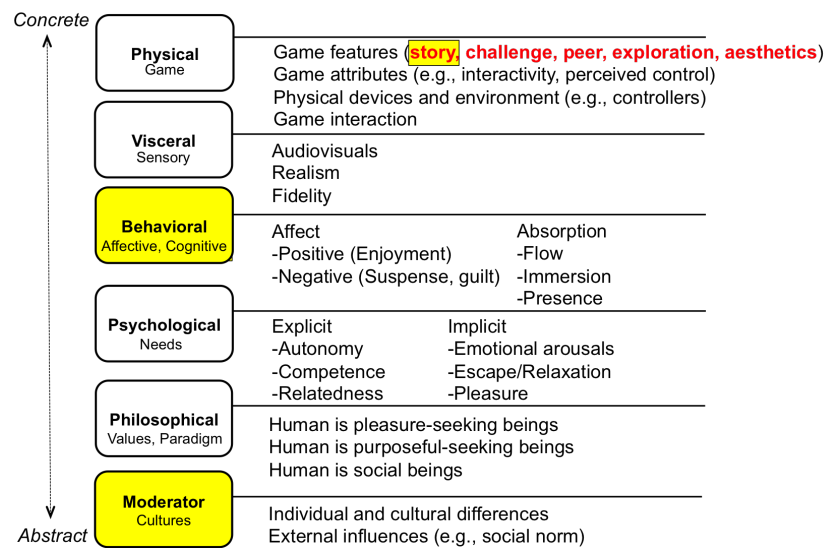 Concrete
Physical
Game
Game features (story, challenge, peer, exploration, aesthetics)
Game attributes (e.g., interactivity, perceived control)
Physical devices and environment (e.g., controllers)
Game interaction
Visceral
Sensory
Audiovisuals
Realism
Fidelity
Behavioral
Affective, Cognitive
Affect
-Positive (Enjoyment)
-Negative (Suspense, guilt)
Absorption
-Flow
-Immersion
-Presence
Psychological
Needs
Explicit
-Autonomy
-Competence
-Relatedness
Implicit
-Emotional arousals
-Escape/Relaxation
-Pleasure
Philosophical
Values, Paradigm
Human is pleasure-seeking beings
Human is purposeful-seeking beings
Human is social beings
Moderator
Cultures
Individual and cultural differences
External influences (e.g., social norm)
Abstract